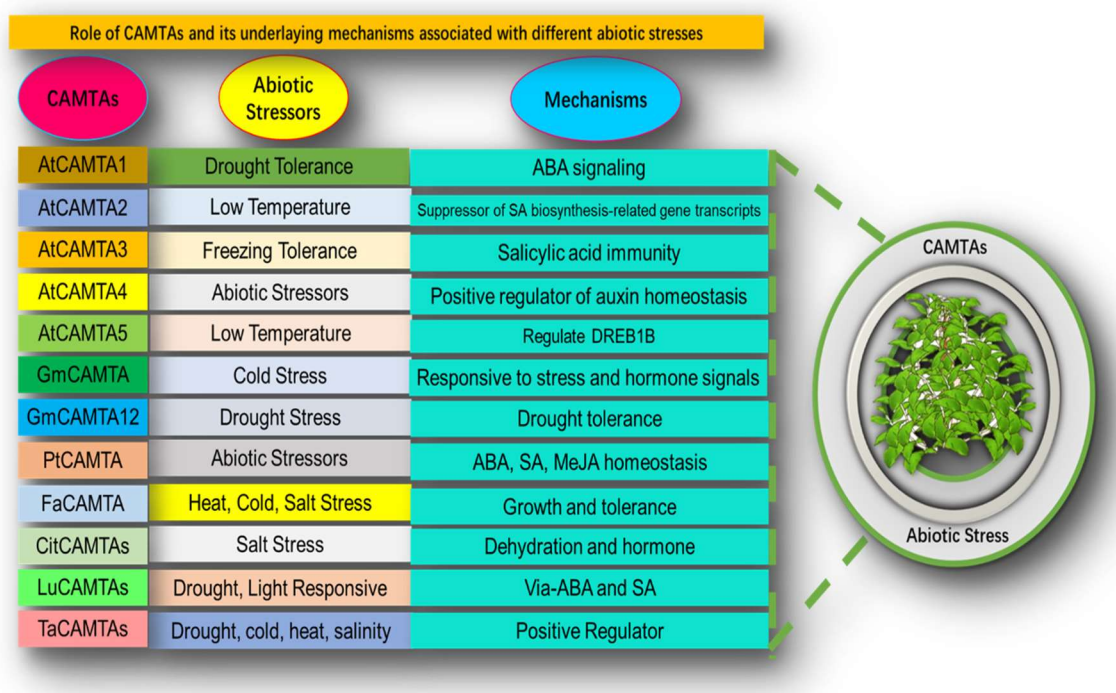 Role of CAMTAs and its underlaying mechanisms associated with different abiotic stresses
CAMTAs
Abiotic
Stressors
Mechanisms
AtCAMTA1 Drought Tolerance ABA signaling
AtCAMTA2 Low Temperature Suppressor of SA biosynthesis-related gene transcripts
AtCAMTA3 Freezing Tolerance Salicylic acid immunity
AtCAMTA4 Abiotic Stressors Positive regulator of auxin homeostasis
AtCAMTA5 Low Temperature Regulate DREB1B
GmCAMTA Cold Stress Responsive to stress and hormone signals
GmCAMTA12 Drought Stress Drought tolerance
PtCAMTA Abiotic Stressors ABA, SA, MeJA homeostasis
FaCAMTA Heat, Cold, Salt Stress Growth and tolerance
CitCAMTAs Salt Stress Dehydration and hormone
LuCAMTAs Drought, Light Responsive Via-ABA and SA
TaCAMTAs Drought, cold, heat, salinity Positive Regulator
CAMTAs
Abiotic Stress